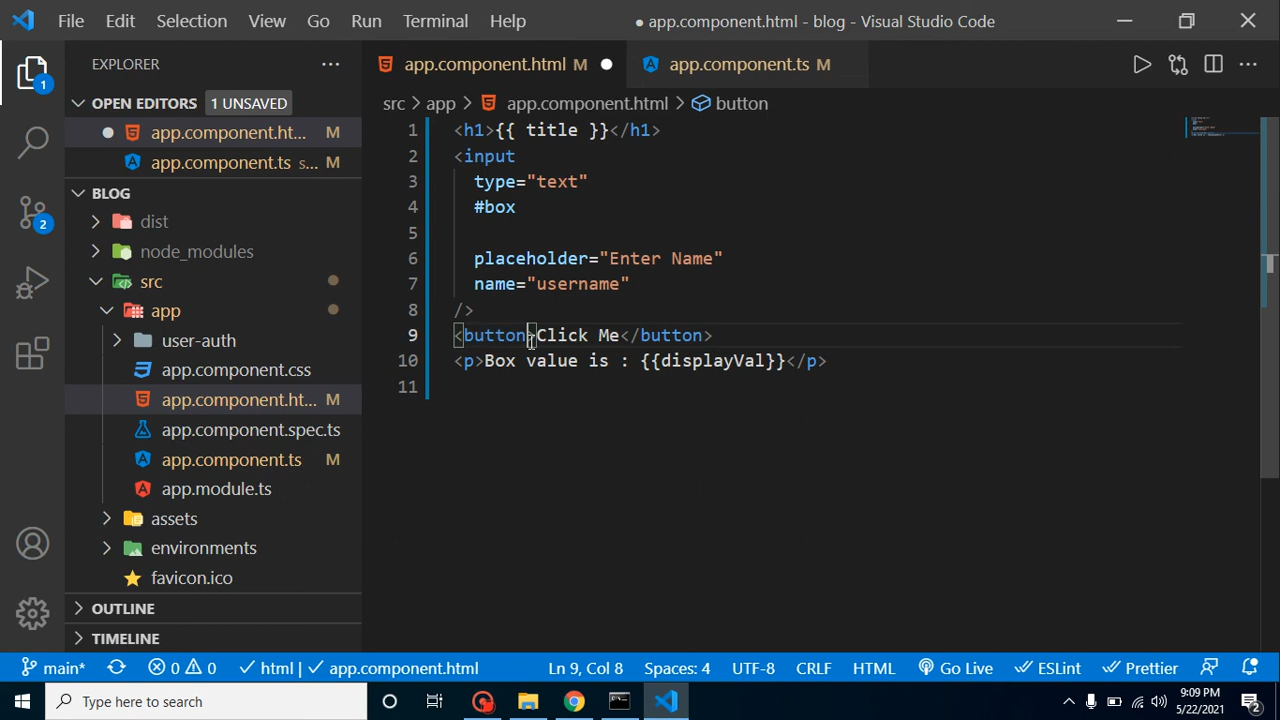 File Edit Selection View Go Run Terminal Help ● app.component.html - blog - Visual Studio Code
EXPLORER
OPEN EDITORS 1 UNSAVED
app.component.ht... M
app.component.ts s... M
BLOG
dist
node_modules
src
app
user-auth
app.component.css
app.component.ht... M
app.component.spec.ts
app.component.ts M
app.module.ts
assets
environments
favicon.ico
OUTLINE
TIMELINE
1
2
app.component.html M
app.component.ts M
src > app > app.component.html > button
1 <h1>{{ title }}</h1>
2 <input
3 type="text"
4 #box
5
6 placeholder="Enter Name"
7 name="username"
8 />
9 <button>Click Me</button>
10 <p>Box value is : {{displayVal}}</p>
11
main* 0 0 html app.component.html Ln 9, Col 8 Spaces: 4 UTF-8 CRLF HTML Go Live ESLint Prettier
Type here to search
9:09 PM
5/22/2021
2